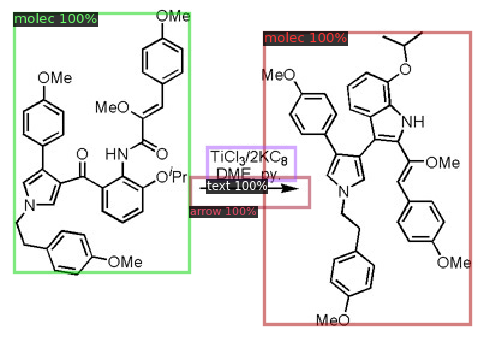 molec 100%
OMe
OMe
MeO
HN
O
O
OⁱPr
N
OMe
TiCl3/2KC8
DME, py.
text 100%
arrow 100%
molec 100%
O
MeO
NH
OMe
N
OMe
MeO